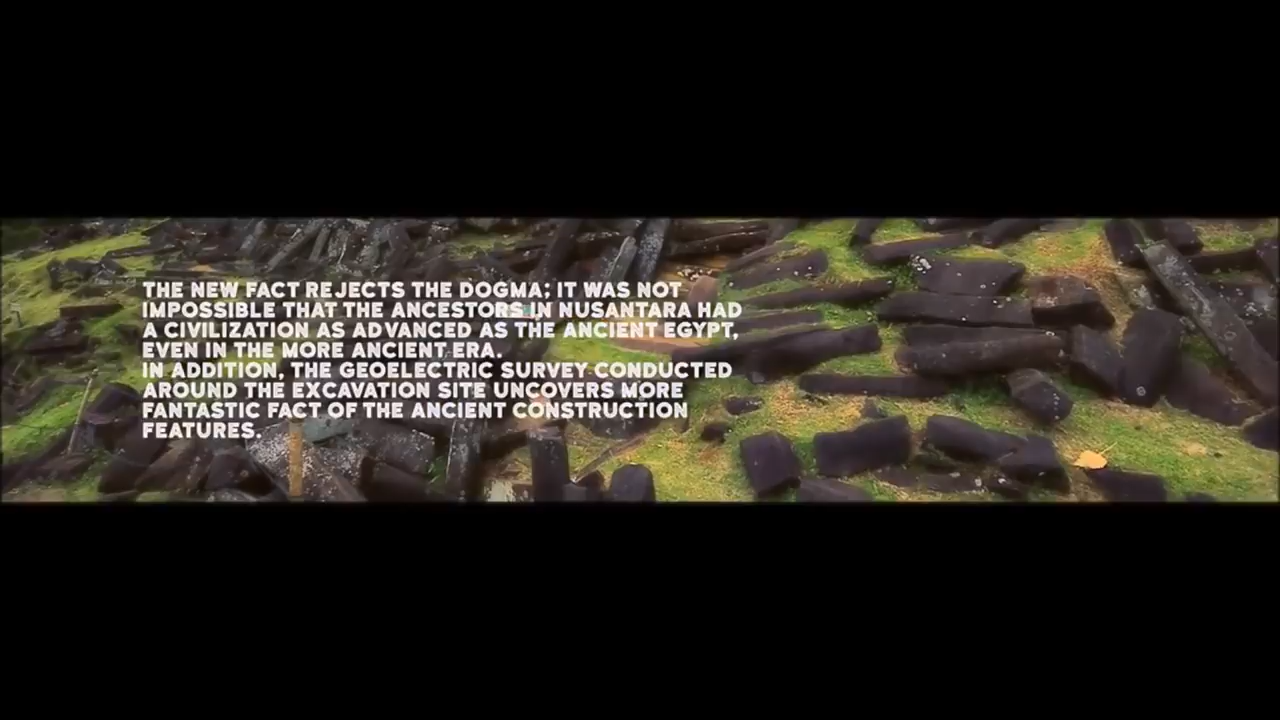 THE NEW FACT REJECTS THE DOGMA; IT WAS NOT
IMPOSSIBLE THAT THE ANCESTORS IN NUSANTARA HAD
A CIVILIZATION AS ADVANCED AS THE ANCIENT EGYPT,
EVEN IN THE MORE ANCIENT ERA.
IN ADDITION, THE GEOELECTRIC SURVEY CONDUCTED
AROUND THE EXCAVATION SITE UNCOVERS MORE
FANTASTIC FACT OF THE ANCIENT CONSTRUCTION
FEATURES.